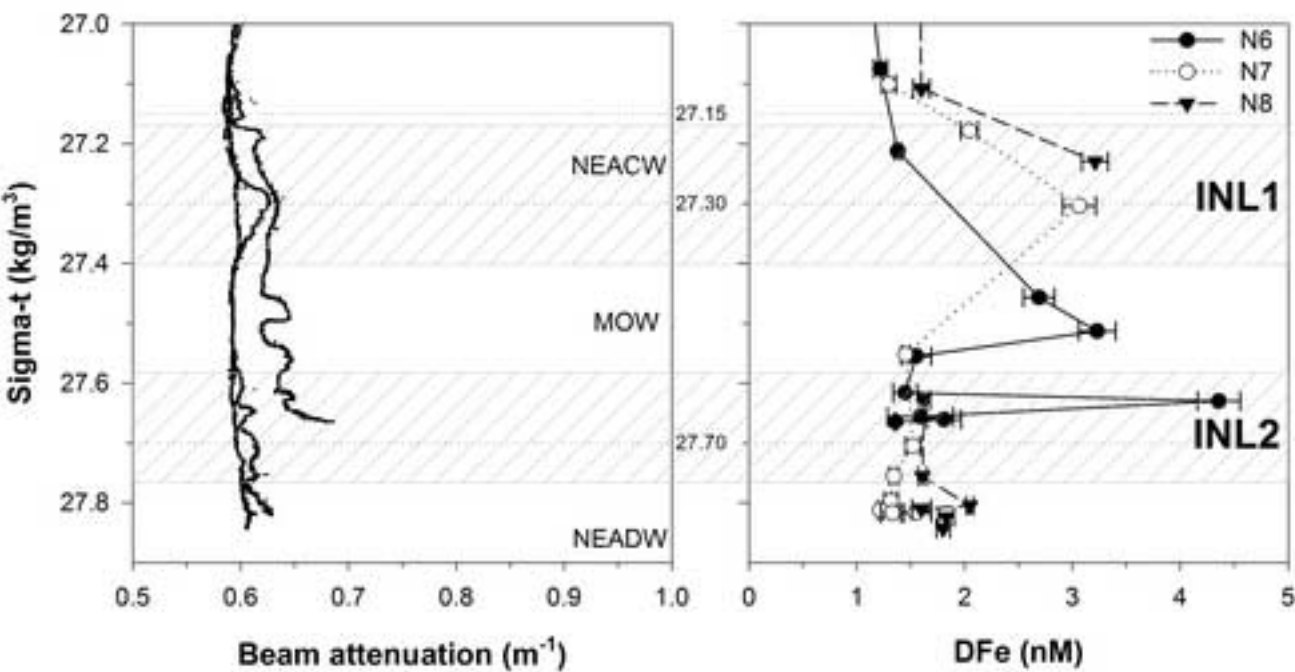 27.0
27.2
27.4
27.6
27.8
Sigma-t (kg/m³)
NEACW
MOW
NEADW
0.5 0.6 0.7 0.8 0.9 1.0
Beam attenuation (m⁻¹)
27.15
27.30
27.70
N6
N7
N8
INL1
INL2
0 1 2 3 4 5
DFe (nM)